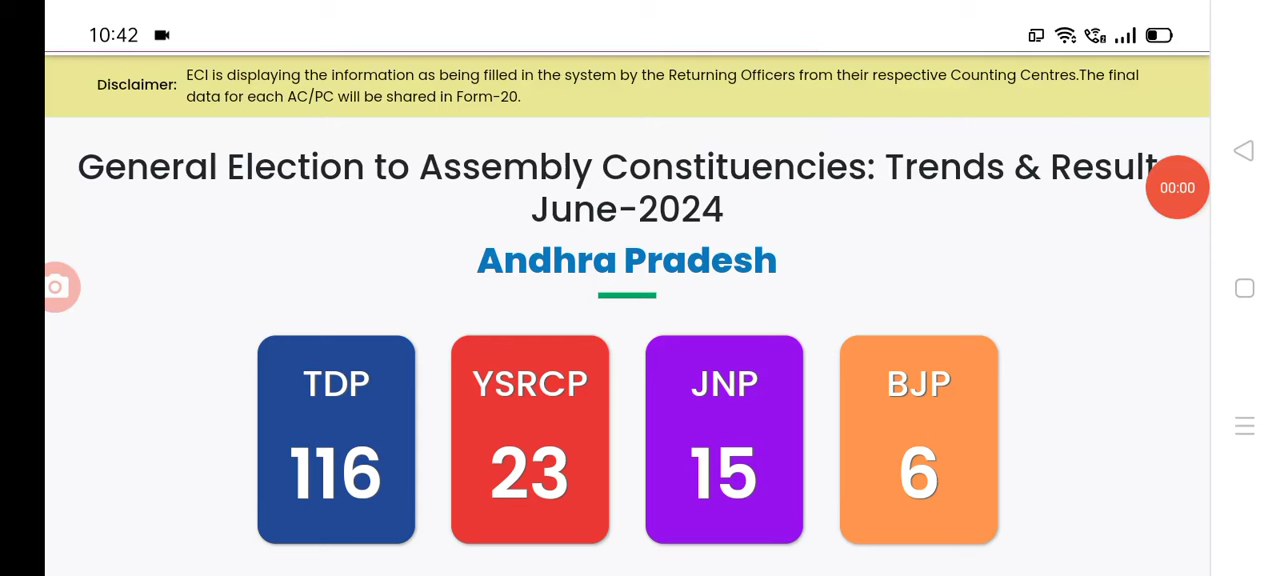 10:42
Disclaimer: ECI is displaying the information as being filled in the system by the Returning Officers from their respective Counting Centres.The final
data for each AC/PC will be shared in Form-20.
General Election to Assembly Constituencies: Trends & Result
00:00
June-2024
Andhra Pradesh
TDP YSRCP JNP BJP
116 23 15 6